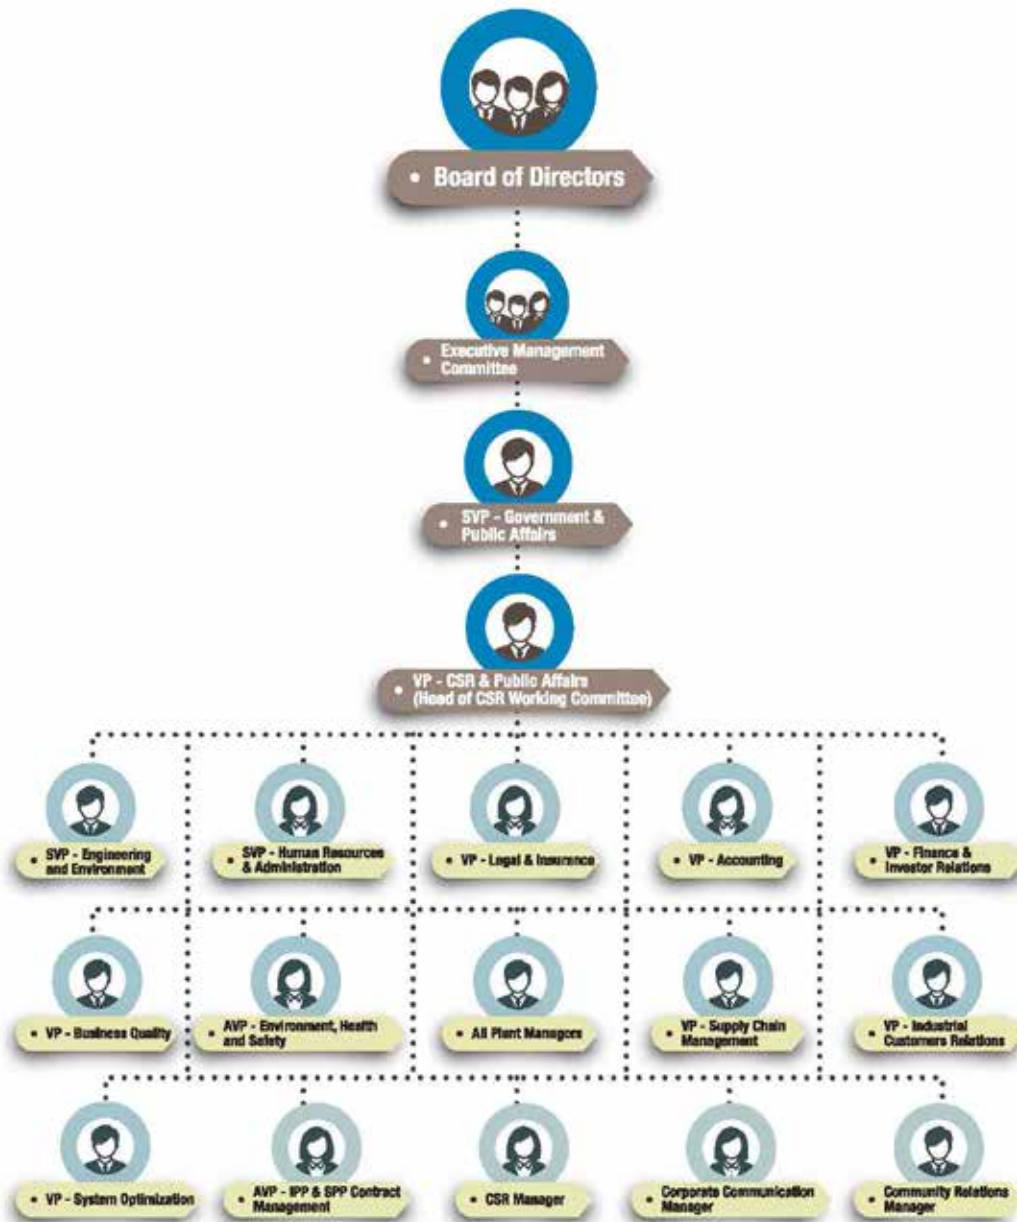 • Board of Directors
• Executive Management
Committee
• SVP - Government &
Public Affairs
• VP - CSR & Public Affairs
(Head of CSR Working Committee)
• SVP - Engineering
and Environment
• SVP - Human Resources
& Administration
• VP - Legal & Insurance
• VP - Accounting
• VP - Finance &
Investor Relations
• VP - Business Quality
• AVP - Environment, Health
and Safety
• All Plant Managers
• VP - Supply Chain
Management
• VP - Industrial
Customers Relations
• VP - System Optimization
• AVP - IPP & SPP Contract
Management
• CSR Manager
• Corporate Communication
Manager
• Community Relations
Manager